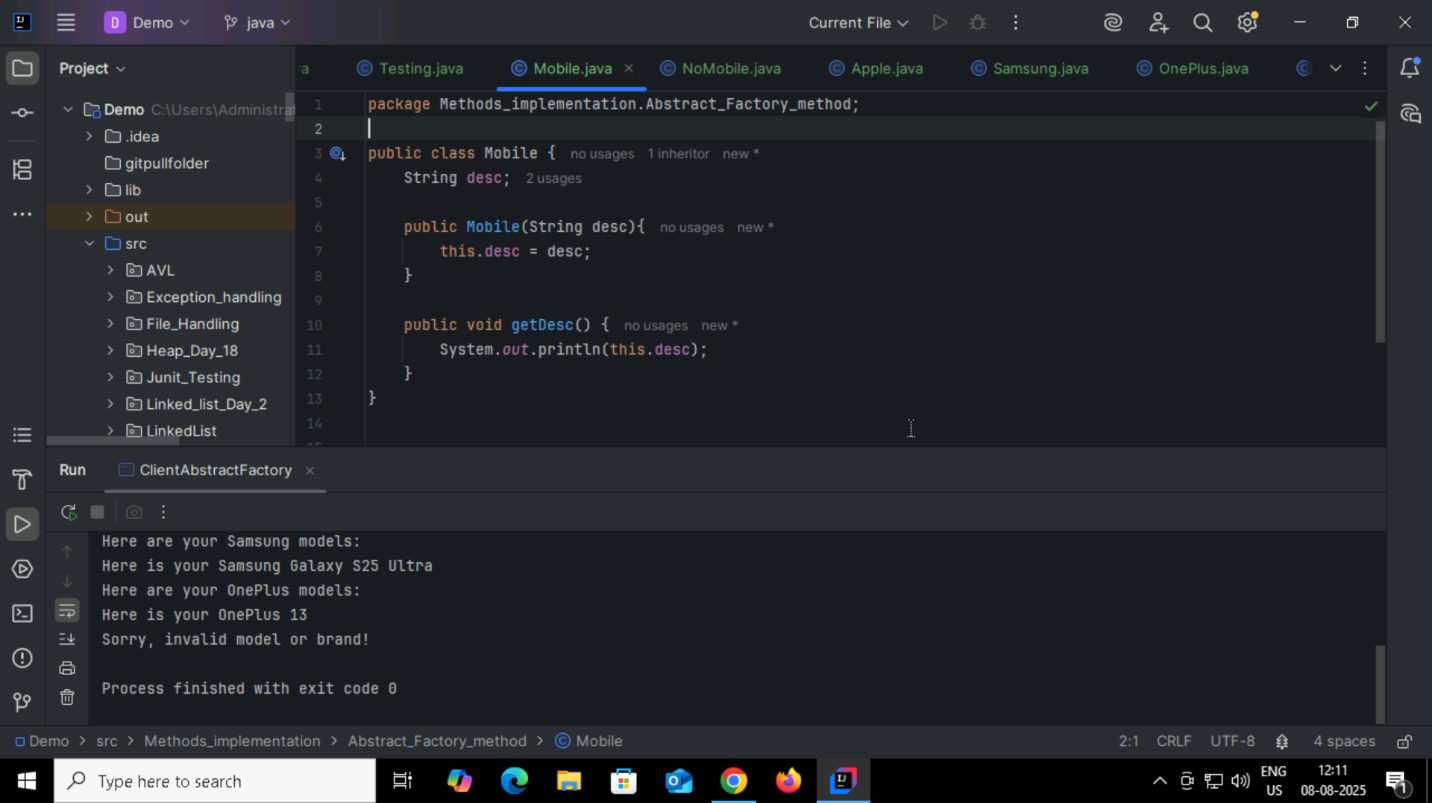 D Demo java Current File
Project
va Testing.java Mobile.java NoMobile.java Apple.java Samsung.java OnePlus.java
Demo C:\Users\Administrat
.idea
gitpullfolder
lib
out
src
AVL
Exception_handling
File_Handling
Heap_Day_18
Junit_Testing
Linked_list_Day_2
LinkedList
1 package Methods_implementation.Abstract_Factory_method;
2
3 public class Mobile { no usages 1 inheritor new *
4 String desc; 2 usages
5
6 public Mobile(String desc){ no usages new *
7 this.desc = desc;
8 }
9
10 public void getDesc() { no usages new *
11 System.out.println(this.desc);
12 }
13 }
14
Run ClientAbstractFactory
Here are your Samsung models:
Here is your Samsung Galaxy S25 Ultra
Here are your OnePlus models:
Here is your OnePlus 13
Sorry, invalid model or brand!
Process finished with exit code 0
Demo > src > Methods_implementation > Abstract_Factory_method > Mobile 2:1 CRLF UTF-8 4 spaces
Type here to search
ENG
US
12:11
08-08-2025
1